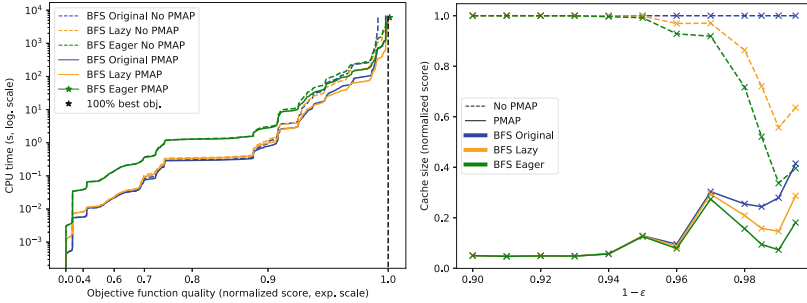 BFS Original No PMAP
BFS Lazy No PMAP
BFS Eager No PMAP
BFS Original PMAP
BFS Lazy PMAP
BFS Eager PMAP
100% best obj.
CPU time (s, log. scale)
10⁴
10³
10²
10¹
10⁰
10⁻¹
10⁻²
10⁻³
0.0 0.4 0.6 0.7 0.8 0.9 1.0
Objective function quality (normalized score, exp. scale)
Cache size (normalized score)
1.0
0.8
0.6
0.4
0.2
0.0
No PMAP
PMAP
BFS Original
BFS Lazy
BFS Eager
0.90 0.92 0.94 0.96 0.98
1 − ε